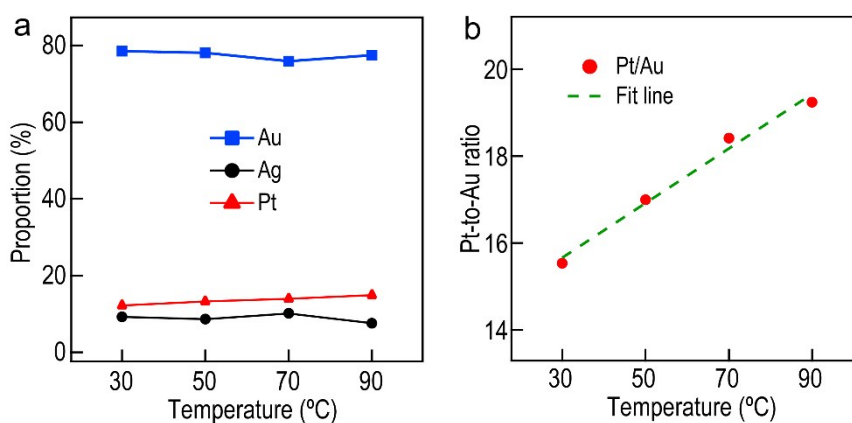 a
80
60
40
20
0
Proportion (%)
Au
Ag
Pt
30 50 70 90
Temperature (ºC)
b
20
18
16
14
Pt-to-Au ratio
Pt/Au
Fit line
30 50 70 90
Temperature (ºC)